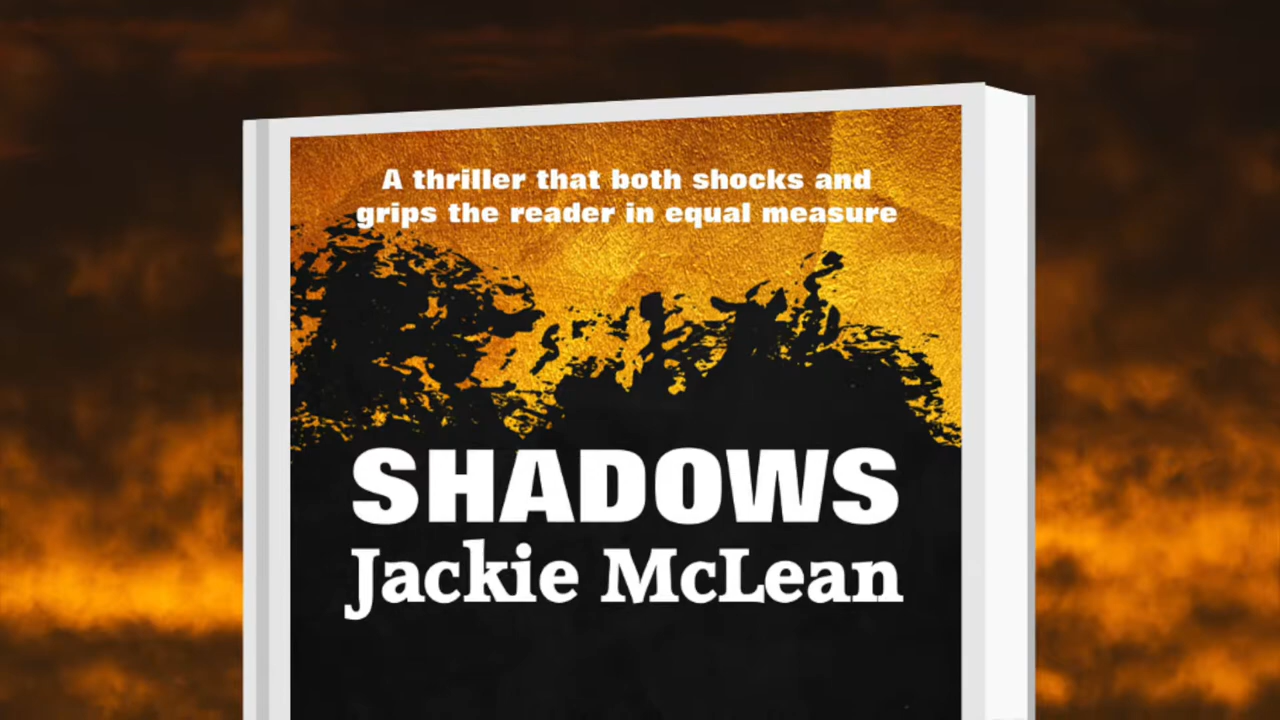 A thriller that both shocks and
grips the reader in equal measure
SHADOWS
Jackie McLean